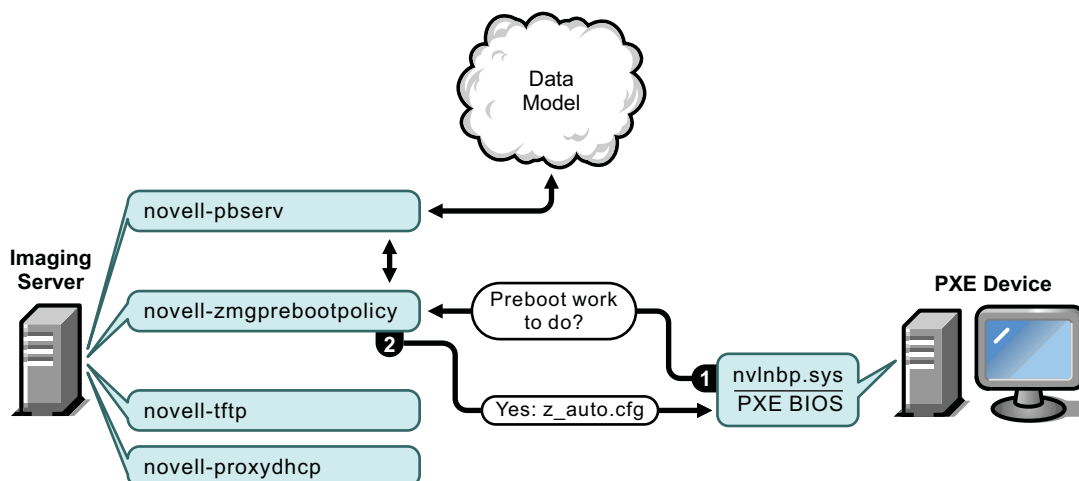 Data
Model
novell-pbserv
Imaging
Server
novell-zmgprebootpolicy
2
Preboot work
to do?
PXE Device
1
nvlnbp.sys
PXE BIOS
Yes: z_auto.cfg
novell-tftp
novell-proxydhcp